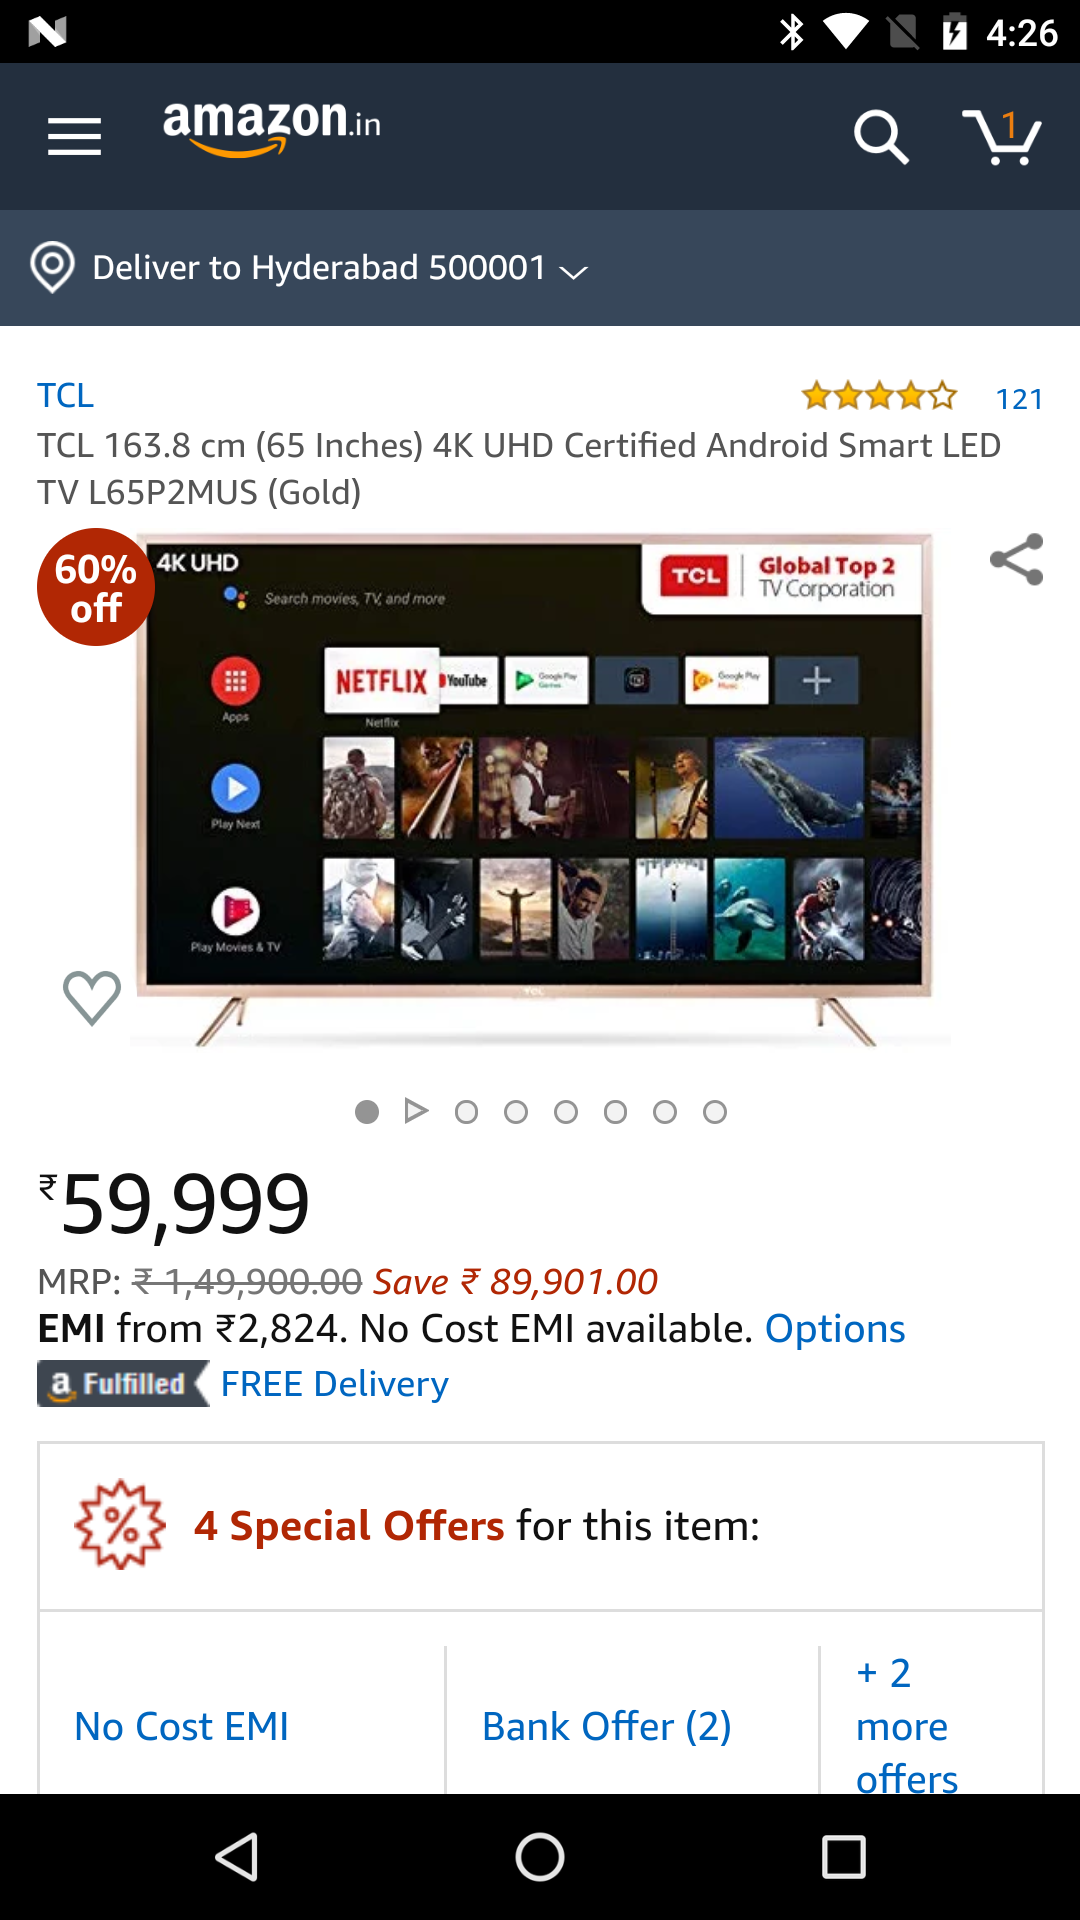 4:26
amazon.in
1
Deliver to Hyderabad 500001
TCL
121
TCL 163.8 cm (65 Inches) 4K UHD Certified Android Smart LED
TV L65P2MUS (Gold)
60%
off
4K UHD
TCL
Global Top 2
TV Corporation
Search movies, TV, and more
NETFLIX
YouTube
Google Play
Games
Google Play
Music
Apps
Netflix
Play Next
Play Movies & TV
TCL
₹59,999
MRP: ₹ 1,49,900.00 Save ₹ 89,901.00
EMI from ₹2,824. No Cost EMI available. Options
a Fulfilled FREE Delivery
4 Special Offers for this item:
No Cost EMI
Bank Offer (2)
+ 2
more
offers